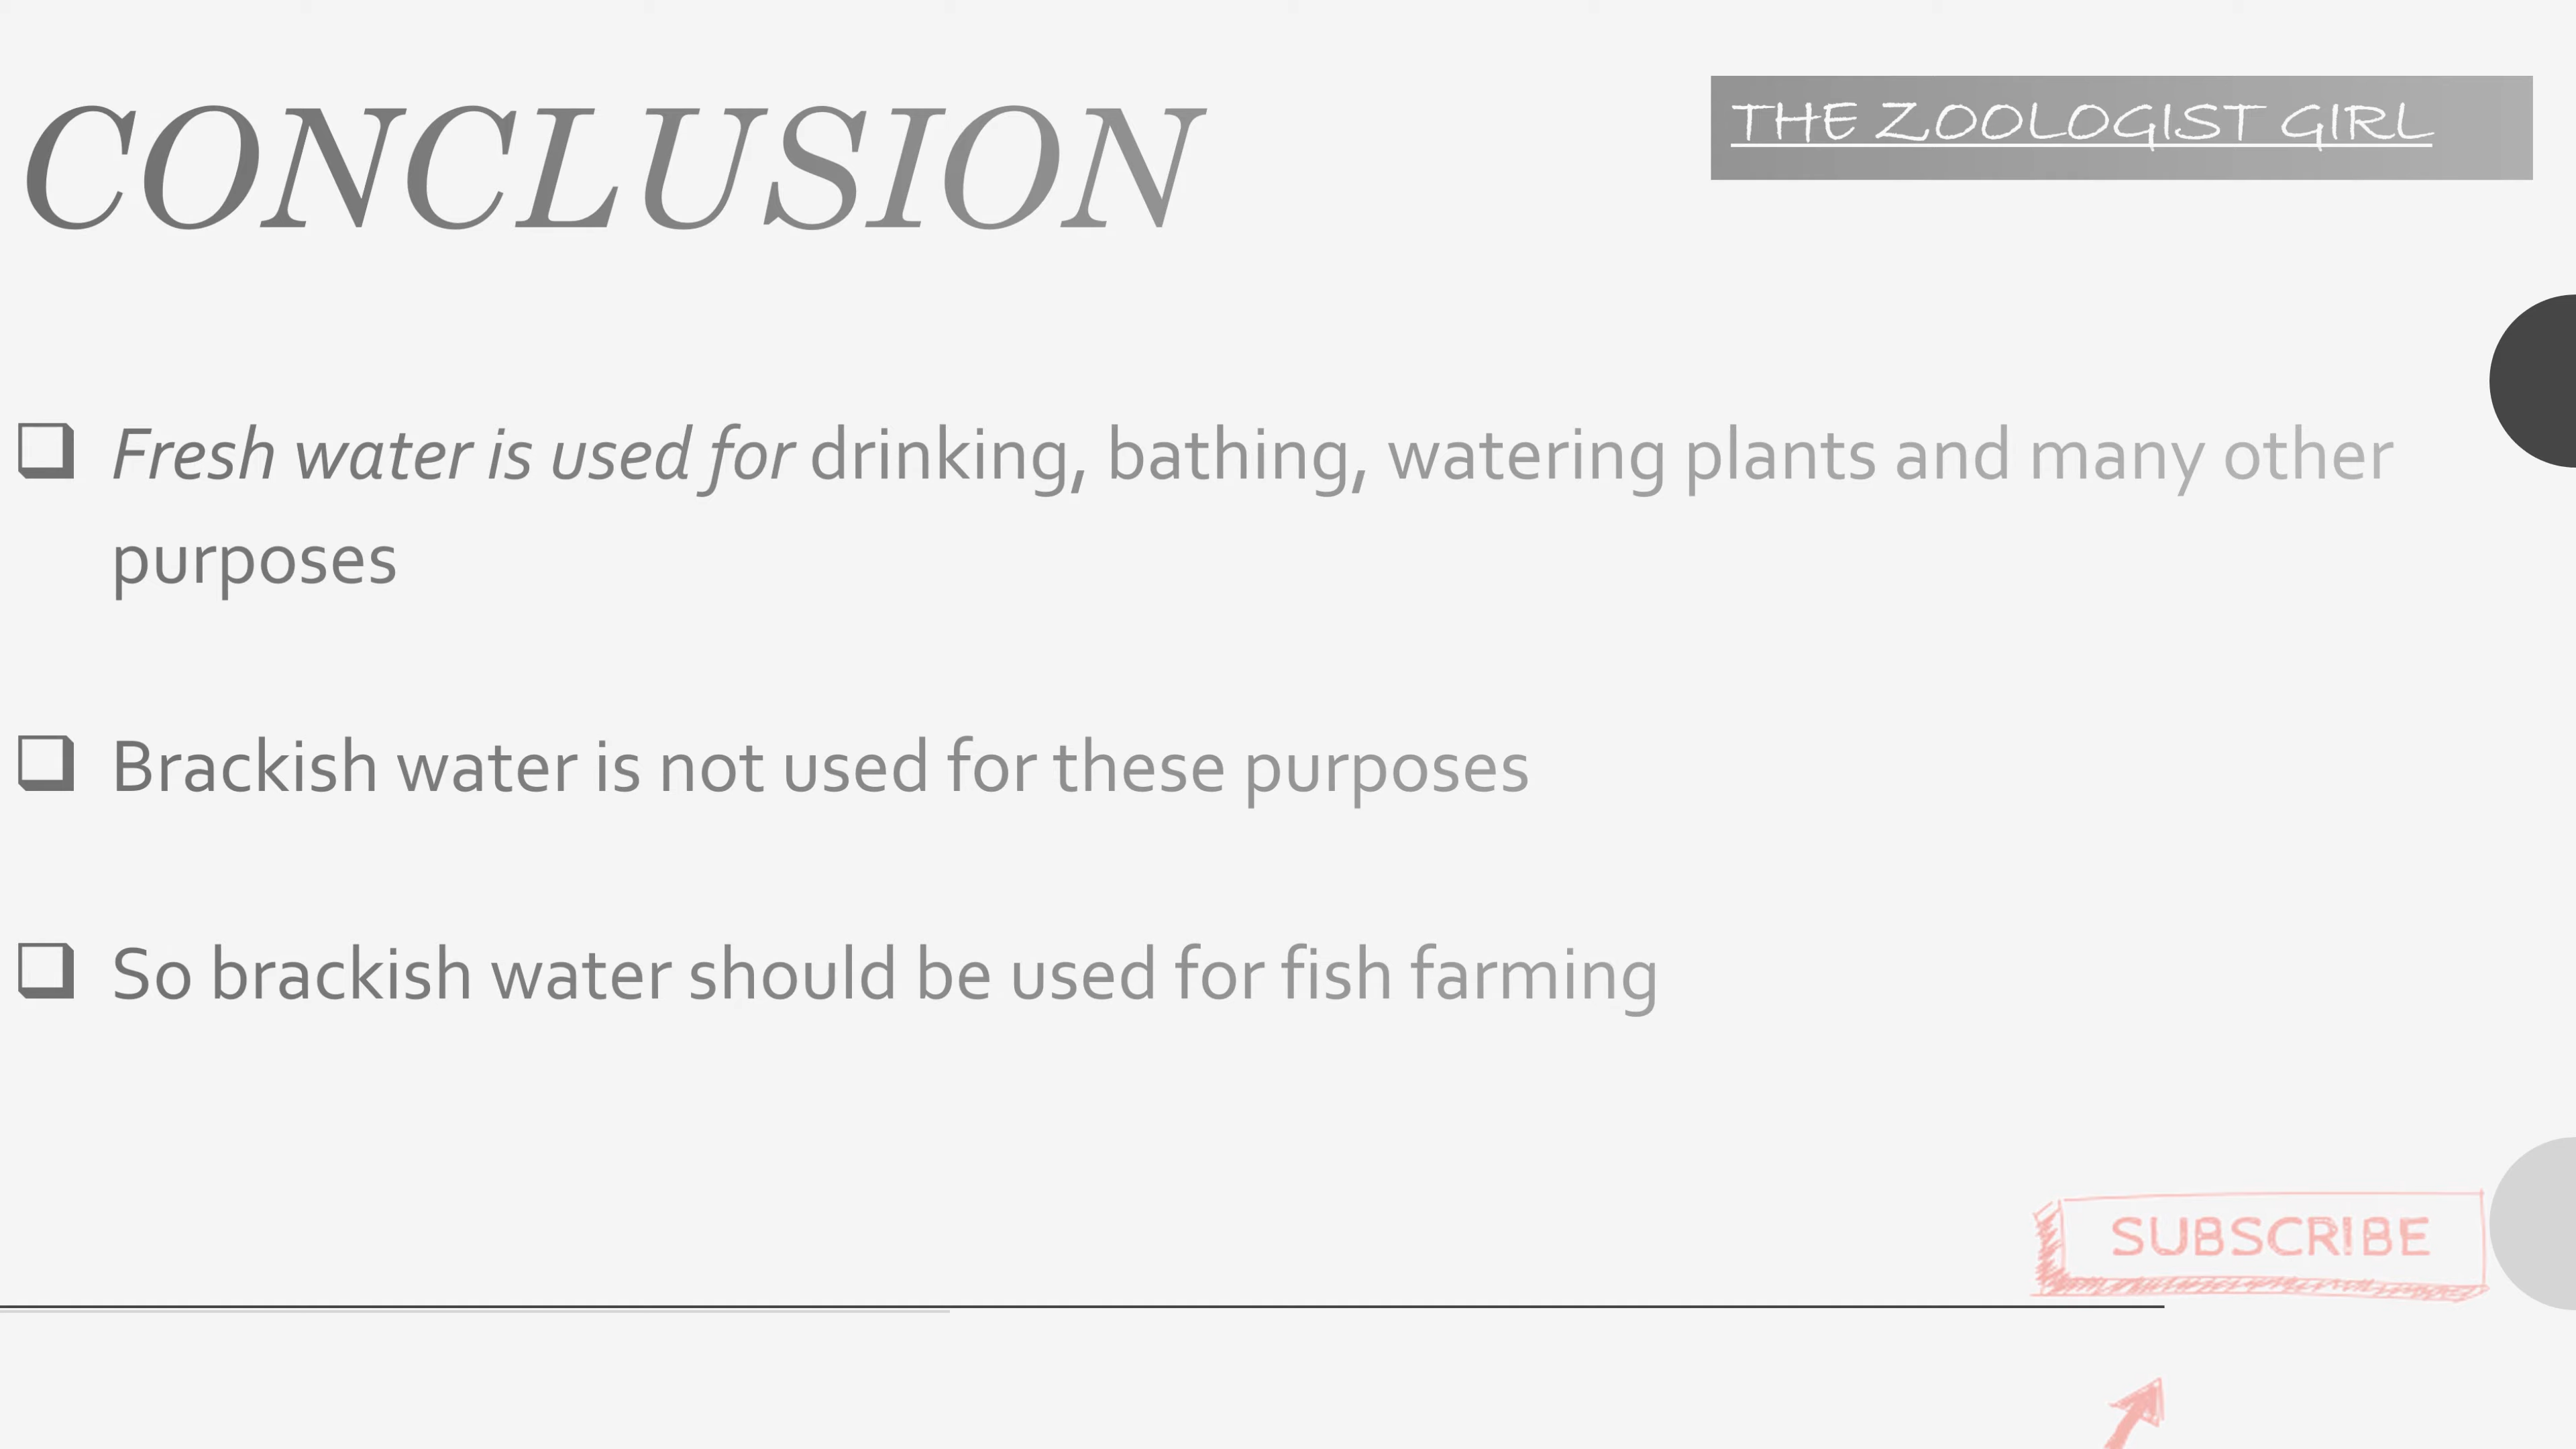 CONCLUSION
THE ZOOLOGIST GIRL
Fresh water is used for drinking, bathing, watering plants and many other
purposes
Brackish water is not used for these purposes
So brackish water should be used for fish farming
SUBSCRIBE